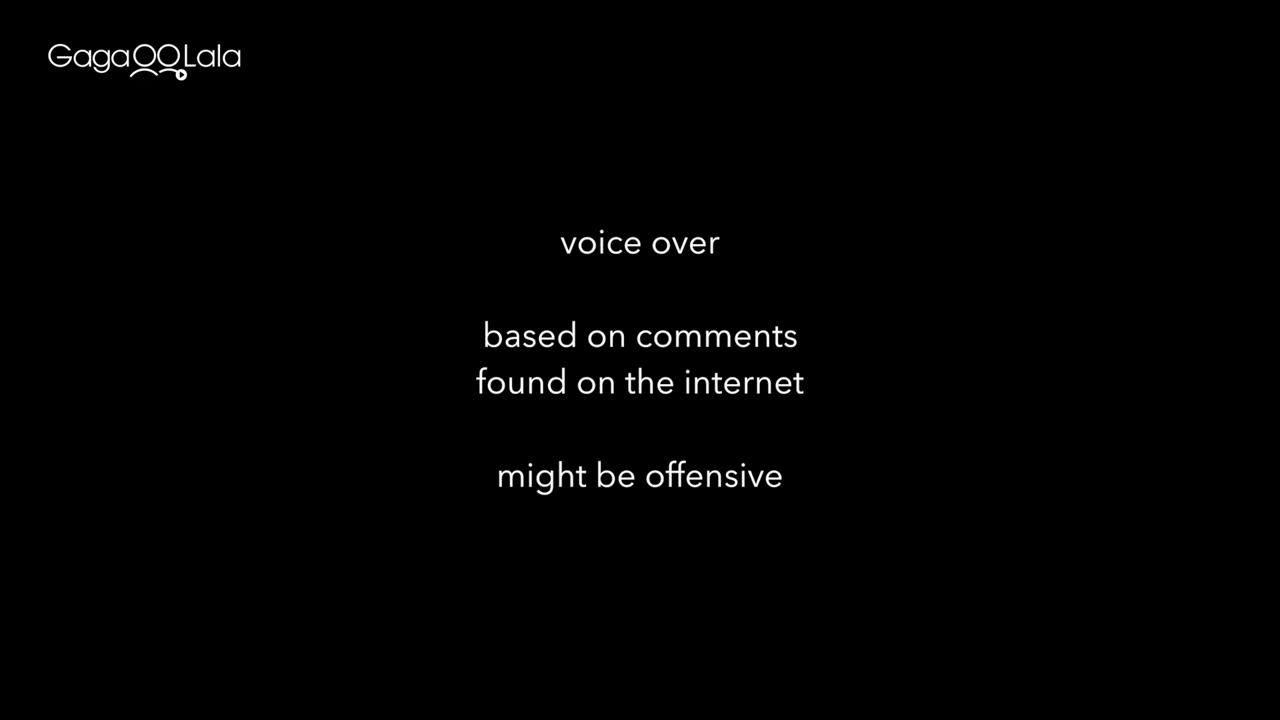 GagaOOLala
voice over
based on comments
found on the internet
might be offensive